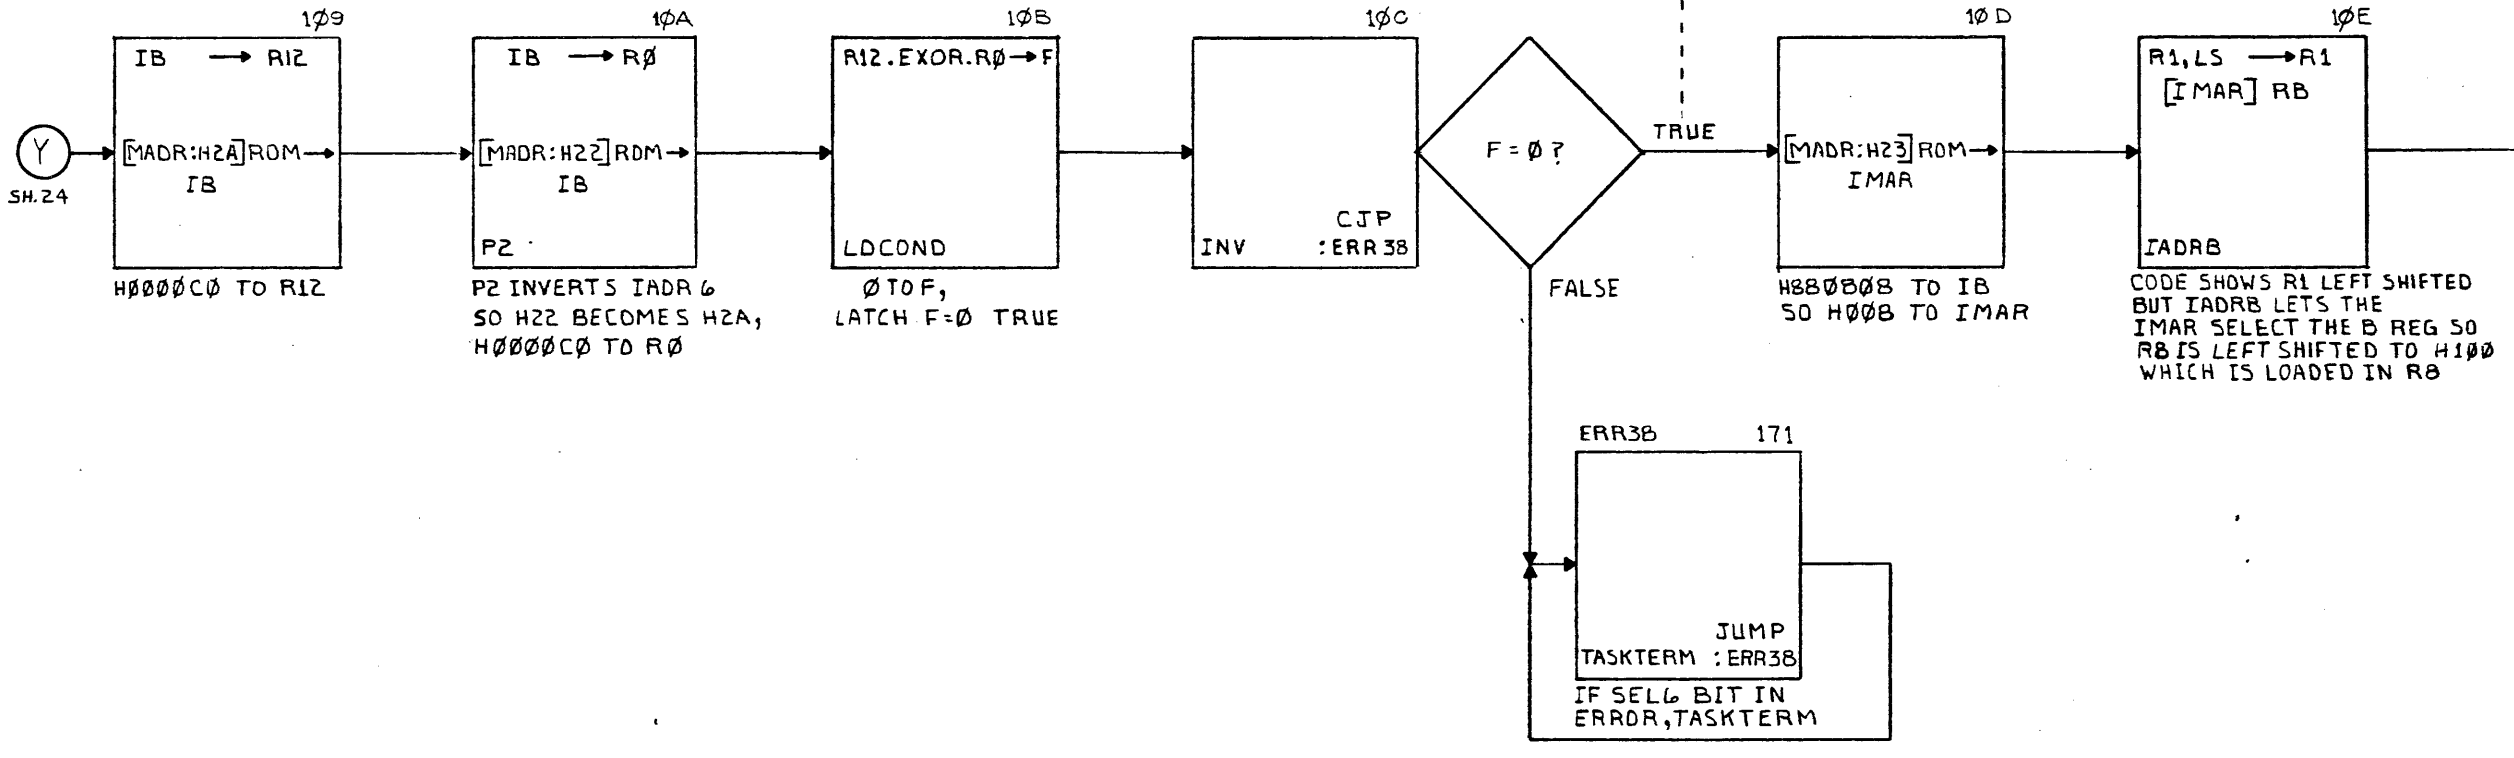 Y
SH.24
1Ø9
IB → R12
[MADR:H2A]ROM→
IB
HØØØØCØ TO R12
1ØA
IB → RØ
[MADR:H22]ROM→
IB
P2
P2 INVERTS IADR6
SO H22 BECOMES H2A,
HØØØØCØ TO RØ
1ØB
R12.EXOR.RØ→F
LDCOND
Ø TO F,
LATCH F=Ø TRUE
1ØC
CJP
INV :ERR38
F=Ø?
TRUE
FALSE
1ØD
[MADR:H23]ROM→
IMAR
H88Ø8Ø8 TO IB
SO HØØ8 TO IMAR
1ØE
R1,LS →R1
[IMAR] RB
IADRB
CODE SHOWS R1 LEFT SHIFTED
BUT IADRB LETS THE
IMAR SELECT THE B REG SO
R8 IS LEFT SHIFTED TO H1ØØ
WHICH IS LOADED IN R8
ERR38 171
JUMP
TASKTERM :ERR38
IF SEL6 BIT IN
ERROR,TASKTERM